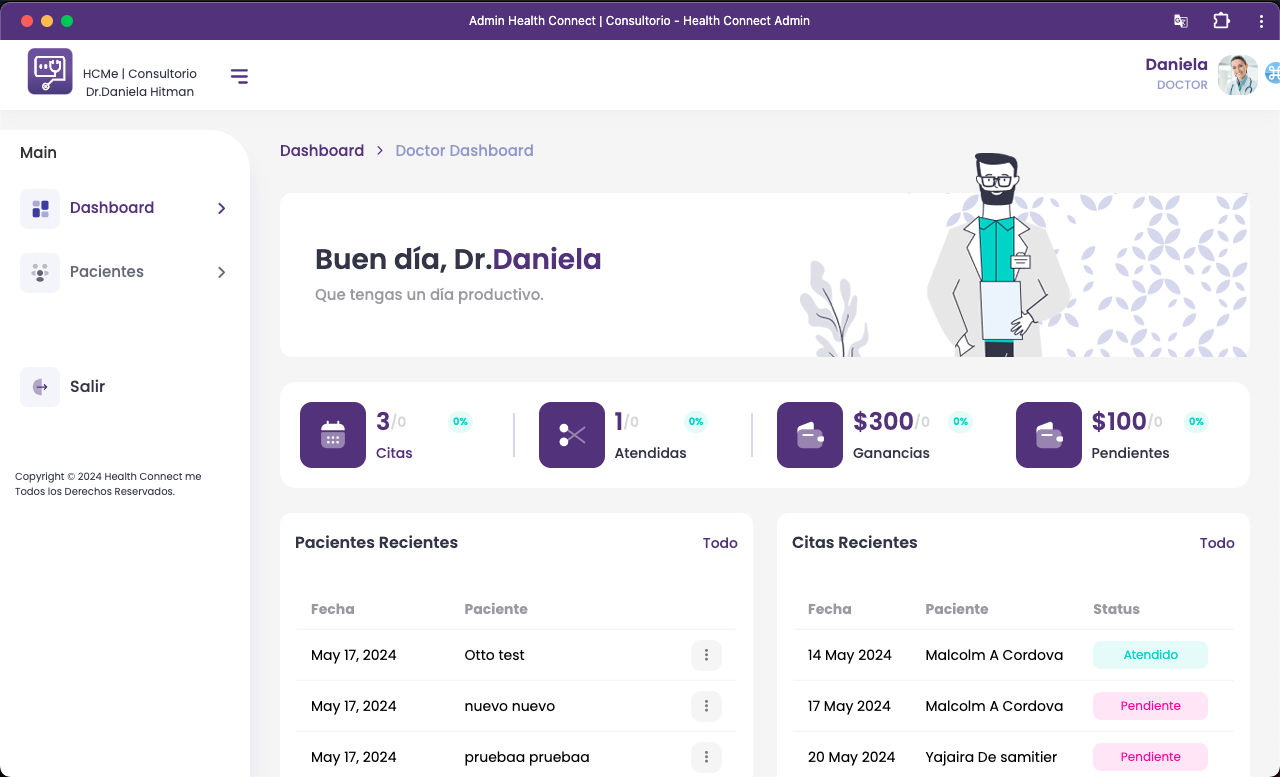 Admin Health Connect | Consultorio - Health Connect Admin
HCMe | Consultorio
Dr.Daniela Hitman
Daniela
DOCTOR
Main
Dashboard
Pacientes
Salir
Copyright © 2024 Health Connect me
Todos los Derechos Reservados.
Dashboard > Doctor Dashboard
Buen día, Dr.Daniela
Que tengas un día productivo.
3/0 0%
Citas
1/0 0%
Atendidas
$300/0 0%
Ganancias
$100/0 0%
Pendientes
Pacientes Recientes Todo
Fecha Paciente
May 17, 2024 Otto test
May 17, 2024 nuevo nuevo
May 17, 2024 pruebaa pruebaa
Citas Recientes Todo
Fecha Paciente Status
14 May 2024 Malcolm A Cordova Atendido
17 May 2024 Malcolm A Cordova Pendiente
20 May 2024 Yajaira De samitier Pendiente